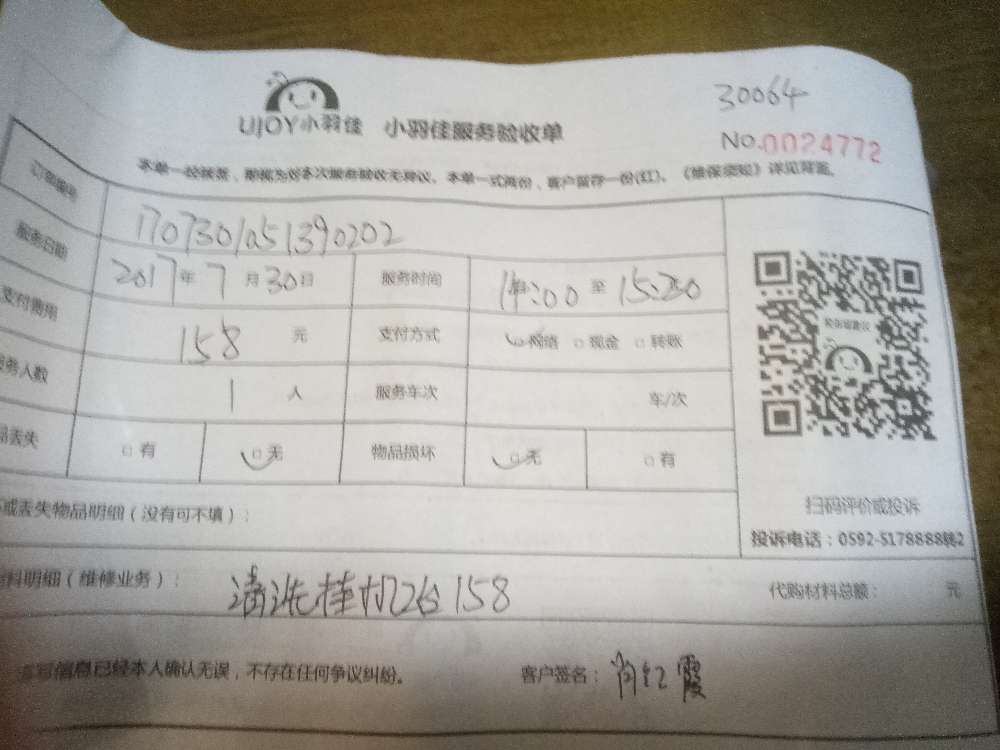 30064
UJOY小羽佳 小羽佳服务验收单
No.0024772
本单一经核签，即视为对本次服务验收无异议。本单一式两份，客户留存一份(红)。《维保须知》详见背面。
订单编号 1707301051390202
服务日期 2017年7月30日 服务时间 14:00 至 15:20
支付费用 158 元 支付方式 网络 □ 现金 □ 转账
务人数 1 人 服务车次 车/次
品丢失 □ 有 □ 无 物品损坏 □ 无 □ 有
或丢失物品明细（没有可不填）：
扫码评价或投诉
投诉电话：0592-5178888转2
料明细（维修业务）： 清洗挂机2台158 代购材料总额： 元
信息已经本人确认无误，不存在任何争议纠纷。 客户签名： 肖红霞